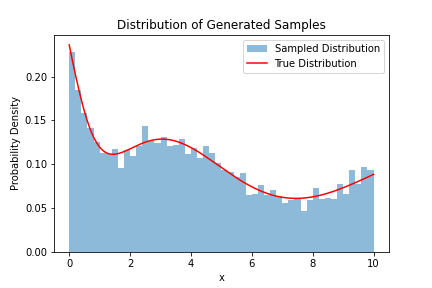 Distribution of Generated Samples
Sampled Distribution
True Distribution
Probability Density
0.20
0.15
0.10
0.05
0.00
0 2 4 6 8 10
x